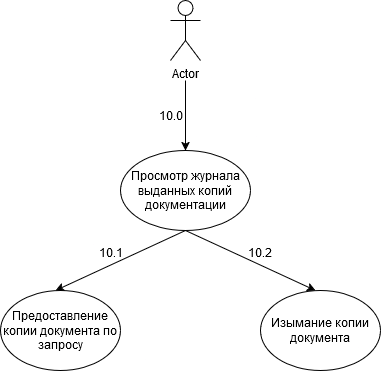 Actor
10.0
Просмотр журнала
выданных копий
документации
10.1
10.2
Предоставление
копии документа по
запросу
Изымание копии
документа